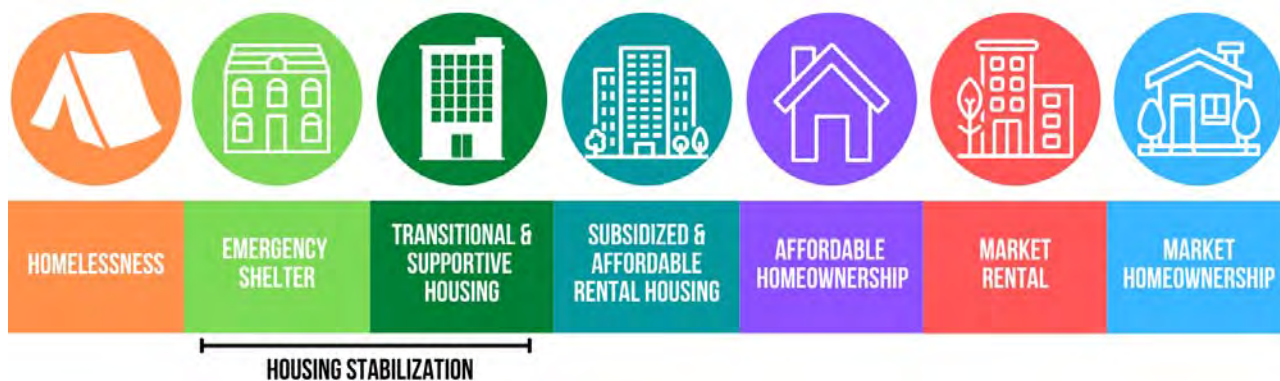 HOMELESSNESS
EMERGENCY
SHELTER
TRANSITIONAL &
SUPPORTIVE
HOUSING
SUBSIDIZED &
AFFORDABLE
RENTAL HOUSING
AFFORDABLE
HOMEOWNERSHIP
MARKET
RENTAL
MARKET
HOMEOWNERSHIP
HOUSING STABILIZATION